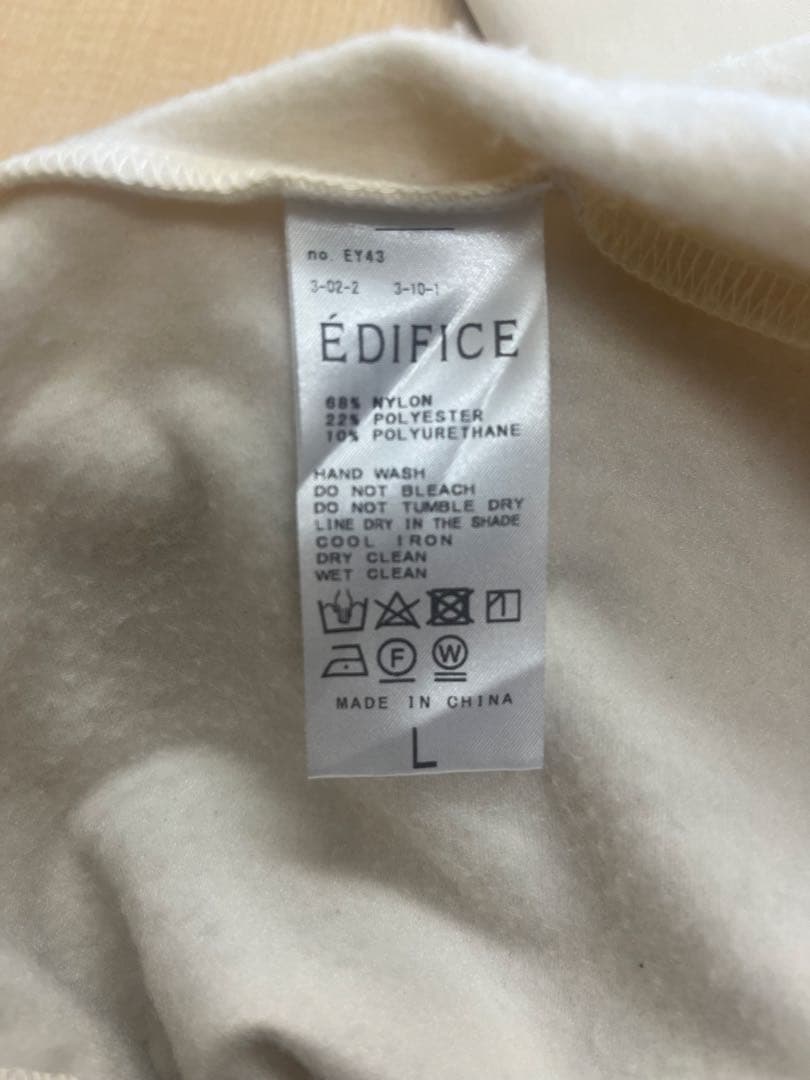 no. EY43
3-02-2 3-10-1
ÉDIFICE
68% NYLON
22% POLYESTER
10% POLYURETHANE
HAND WASH
DO NOT BLEACH
DO NOT TUMBLE DRY
LINE DRY IN THE SHADE
COOL IRON
DRY CLEAN
WET CLEAN
F W
MADE IN CHINA
L